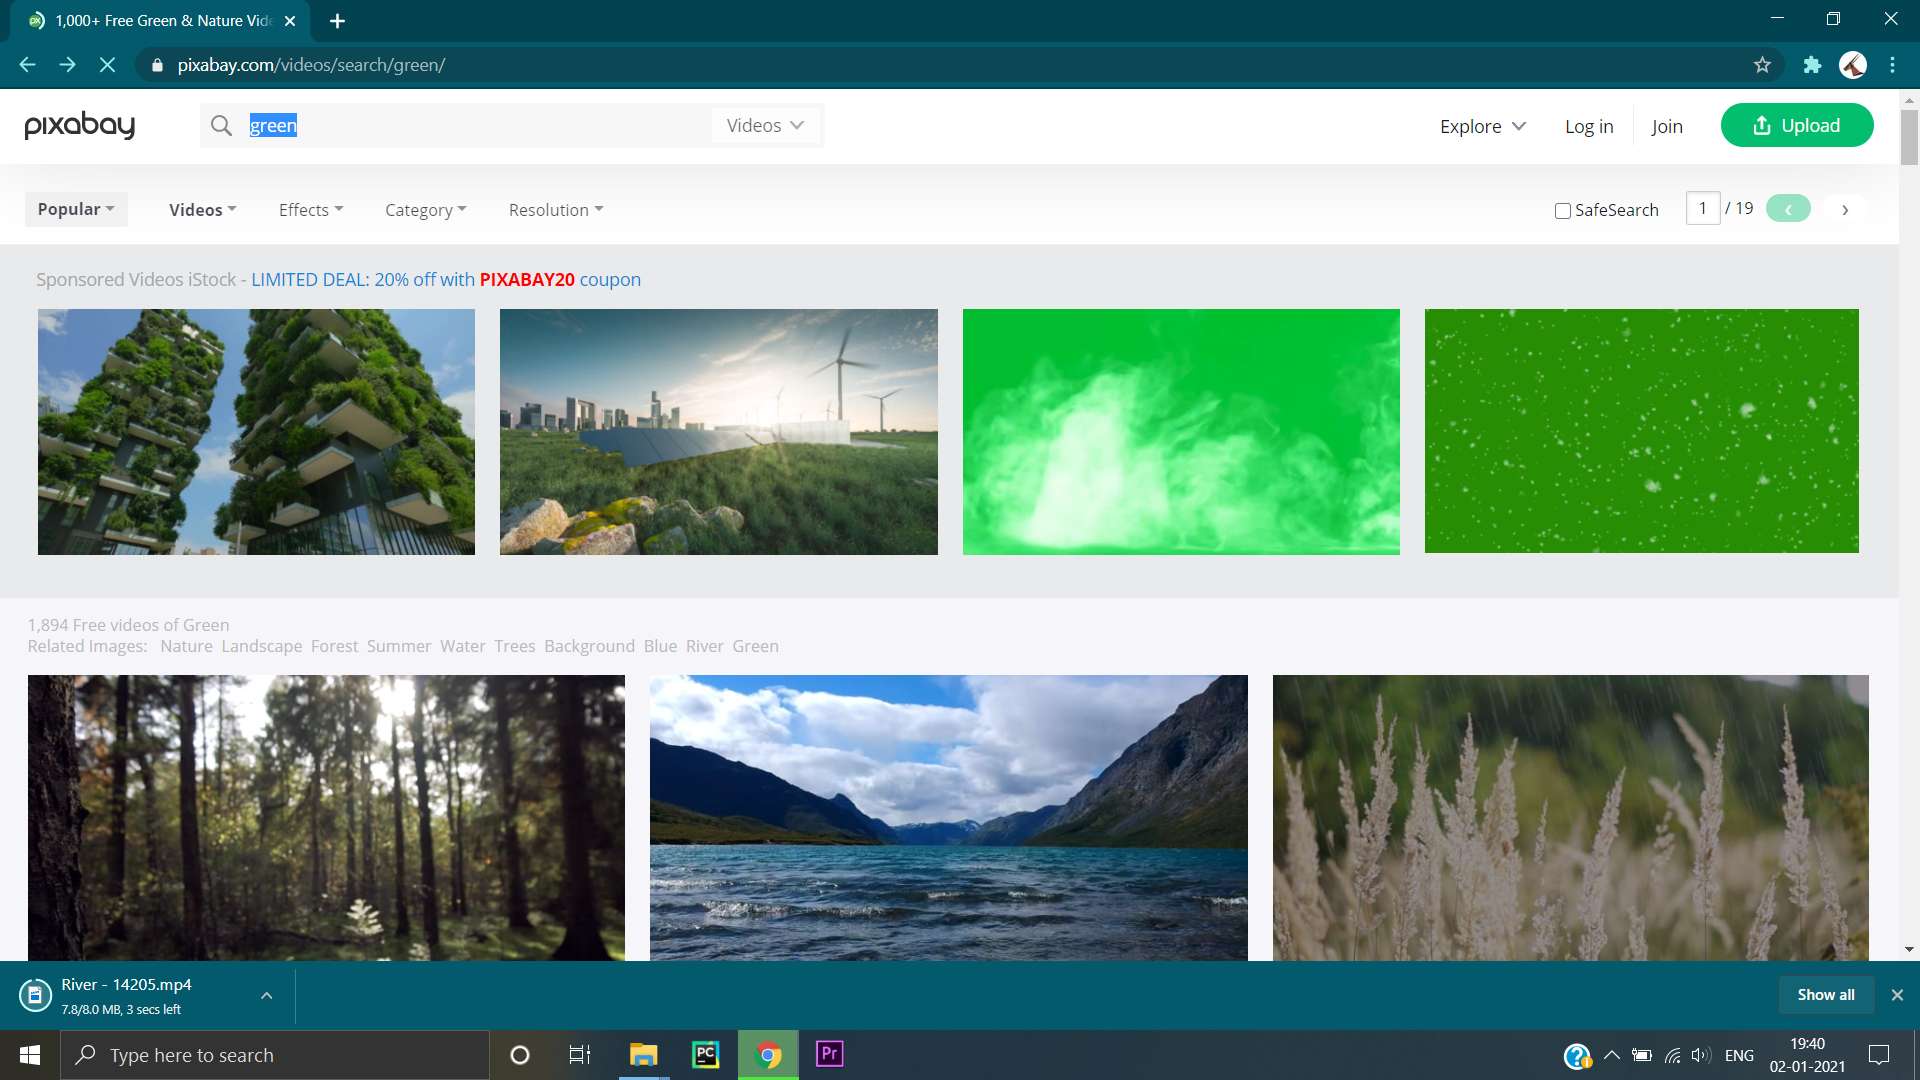 1,000+ Free Green & Nature Vide
pixabay.com/videos/search/green/
pixabay
green
Videos
Explore
Log in
Join
Upload
Popular
Videos
Effects
Category
Resolution
SafeSearch
1 / 19
Sponsored Videos iStock - LIMITED DEAL: 20% off with PIXABAY20 coupon
1,894 Free videos of Green
Related Images: Nature Landscape Forest Summer Water Trees Background Blue River Green
River - 14205.mp4
7.8/8.0 MB, 3 secs left
Show all
Type here to search
PC
Pr
ENG
19:40
02-01-2021